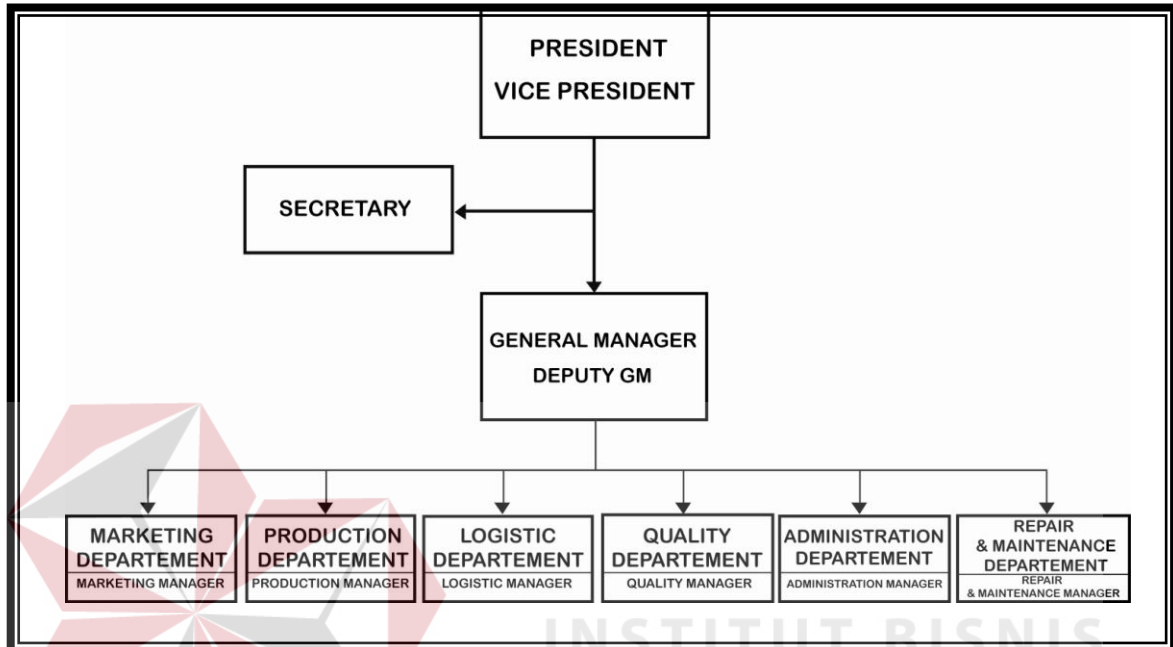 PRESIDENT
VICE PRESIDENT
SECRETARY
GENERAL MANAGER
DEPUTY GM
MARKETING
DEPARTEMENT
MARKETING MANAGER
PRODUCTION
DEPARTEMENT
PRODUCTION MANAGER
LOGISTIC
DEPARTEMENT
LOGISTIC MANAGER
QUALITY
DEPARTEMENT
QUALITY MANAGER
ADMINISTRATION
DEPARTEMENT
ADMINISTRATION MANAGER
REPAIR
& MAINTENANCE
DEPARTEMENT
REPAIR
& MAINTENANCE MANAGER
INSTITUT BISNIS